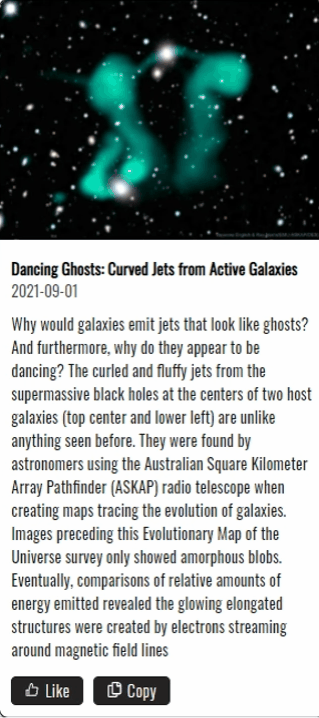 Dancing Ghosts: Curved Jets from Active Galaxies
2021-09-01
Why would galaxies emit jets that look like ghosts?
And furthermore, why do they appear to be
dancing? The curled and fluffy jets from the
supermassive black holes at the centers of two host
galaxies (top center and lower left) are unlike
anything seen before. They were found by
astronomers using the Australian Square Kilometer
Array Pathfinder (ASKAP) radio telescope when
creating maps tracing the evolution of galaxies.
Images preceding this Evolutionary Map of the
Universe survey only showed amorphous blobs.
Eventually, comparisons of relative amounts of
energy emitted revealed the glowing elongated
structures were created by electrons streaming
around magnetic field lines
Like
Copy